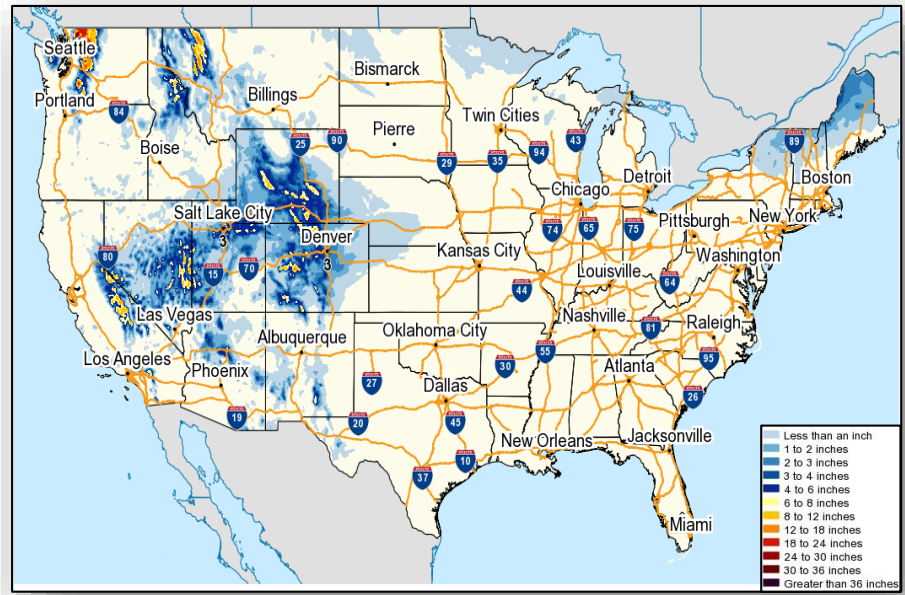 Seattle
Bismarck
Billings
Portland
84
Twin Cities
Pierre
25
90
43
89
Boise
94
29
35
Detroit
Boston
Chicago
Salt Lake City
3
New York
Pittsburgh
74
65
75
Denver
3
Kansas City
Washington
80
15
70
Louisville
64
44
Las Vegas
Nashville
81
Raleigh
Oklahoma City
Albuquerque
55
95
Los Angeles
Phoenix
30
Atlanta
27
Dallas
26
19
20
45
Jacksonville
New Orleans
10
37
Miami
Less than an inch
1 to 2 inches
2 to 3 inches
3 to 4 inches
4 to 6 inches
6 to 8 inches
8 to 12 inches
12 to 18 inches
18 to 24 inches
24 to 30 inches
30 to 36 inches
Greater than 36 inches